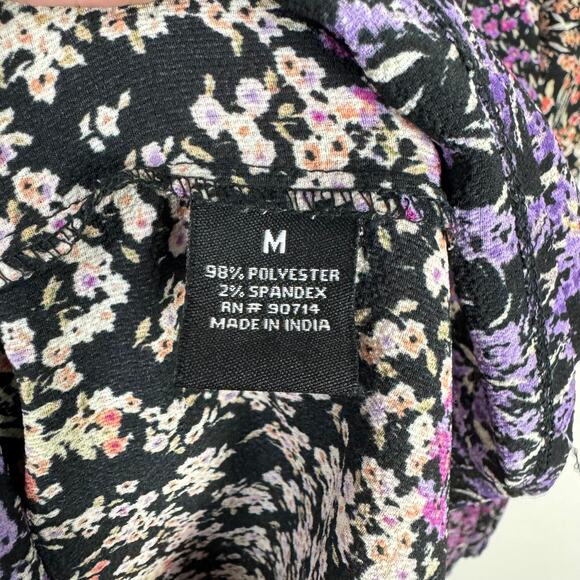 M
98% POLYESTER
2% SPANDEX
RN# 90714
MADE IN INDIA